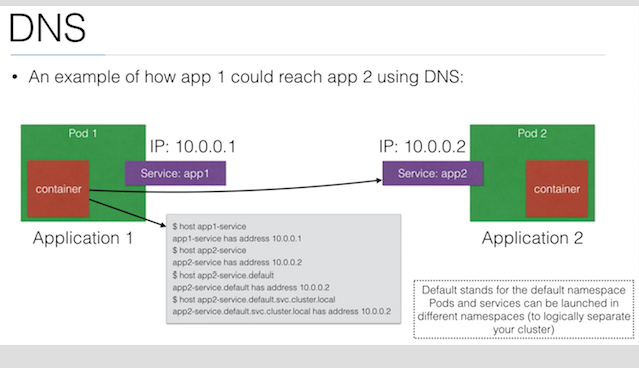 DNS
• An example of how app 1 could reach app 2 using DNS:
Pod 1
IP: 10.0.0.1
Service: app1
container
Application 1
IP: 10.0.0.2
Pod 2
Service: app2
container
Application 2
$ host app1-service
app1-service has address 10.0.0.1
$ host app2-service
app2-service has address 10.0.0.2
$ host app2-service.default
app2-service.default has address 10.0.0.2
$ host app2-service.default.svc.cluster.local
app2-service.default.svc.cluster.local has address 10.0.0.2
Default stands for the default namespace
Pods and services can be launched in
different namespaces (to logically separate
your cluster)